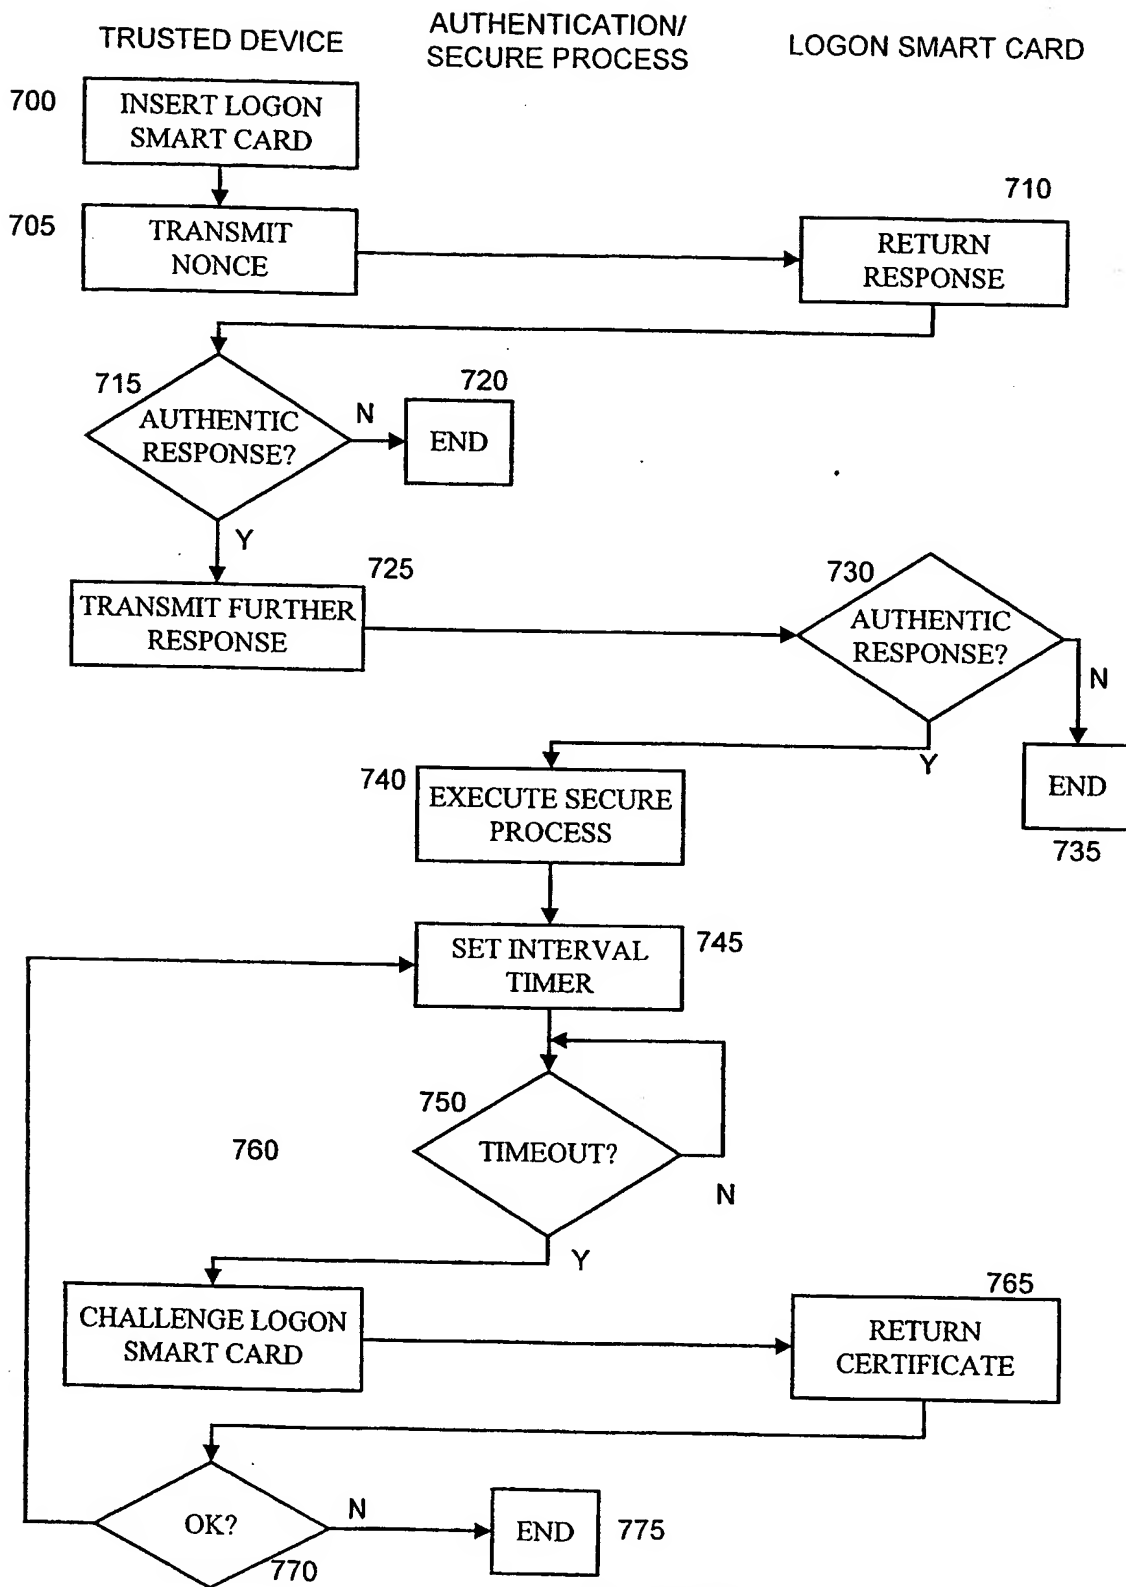 TRUSTED DEVICE
AUTHENTICATION/
SECURE PROCESS
LOGON SMART CARD
700
INSERT LOGON
SMART CARD
705
TRANSMIT
NONCE
710
RETURN
RESPONSE
715
AUTHENTIC
RESPONSE?
N
720
END
Y
725
TRANSMIT FURTHER
RESPONSE
730
AUTHENTIC
RESPONSE?
N
Y
END
735
740
EXECUTE SECURE
PROCESS
SET INTERVAL
TIMER
745
750
TIMEOUT?
N
Y
760
CHALLENGE LOGON
SMART CARD
765
RETURN
CERTIFICATE
OK?
770
N
END
775